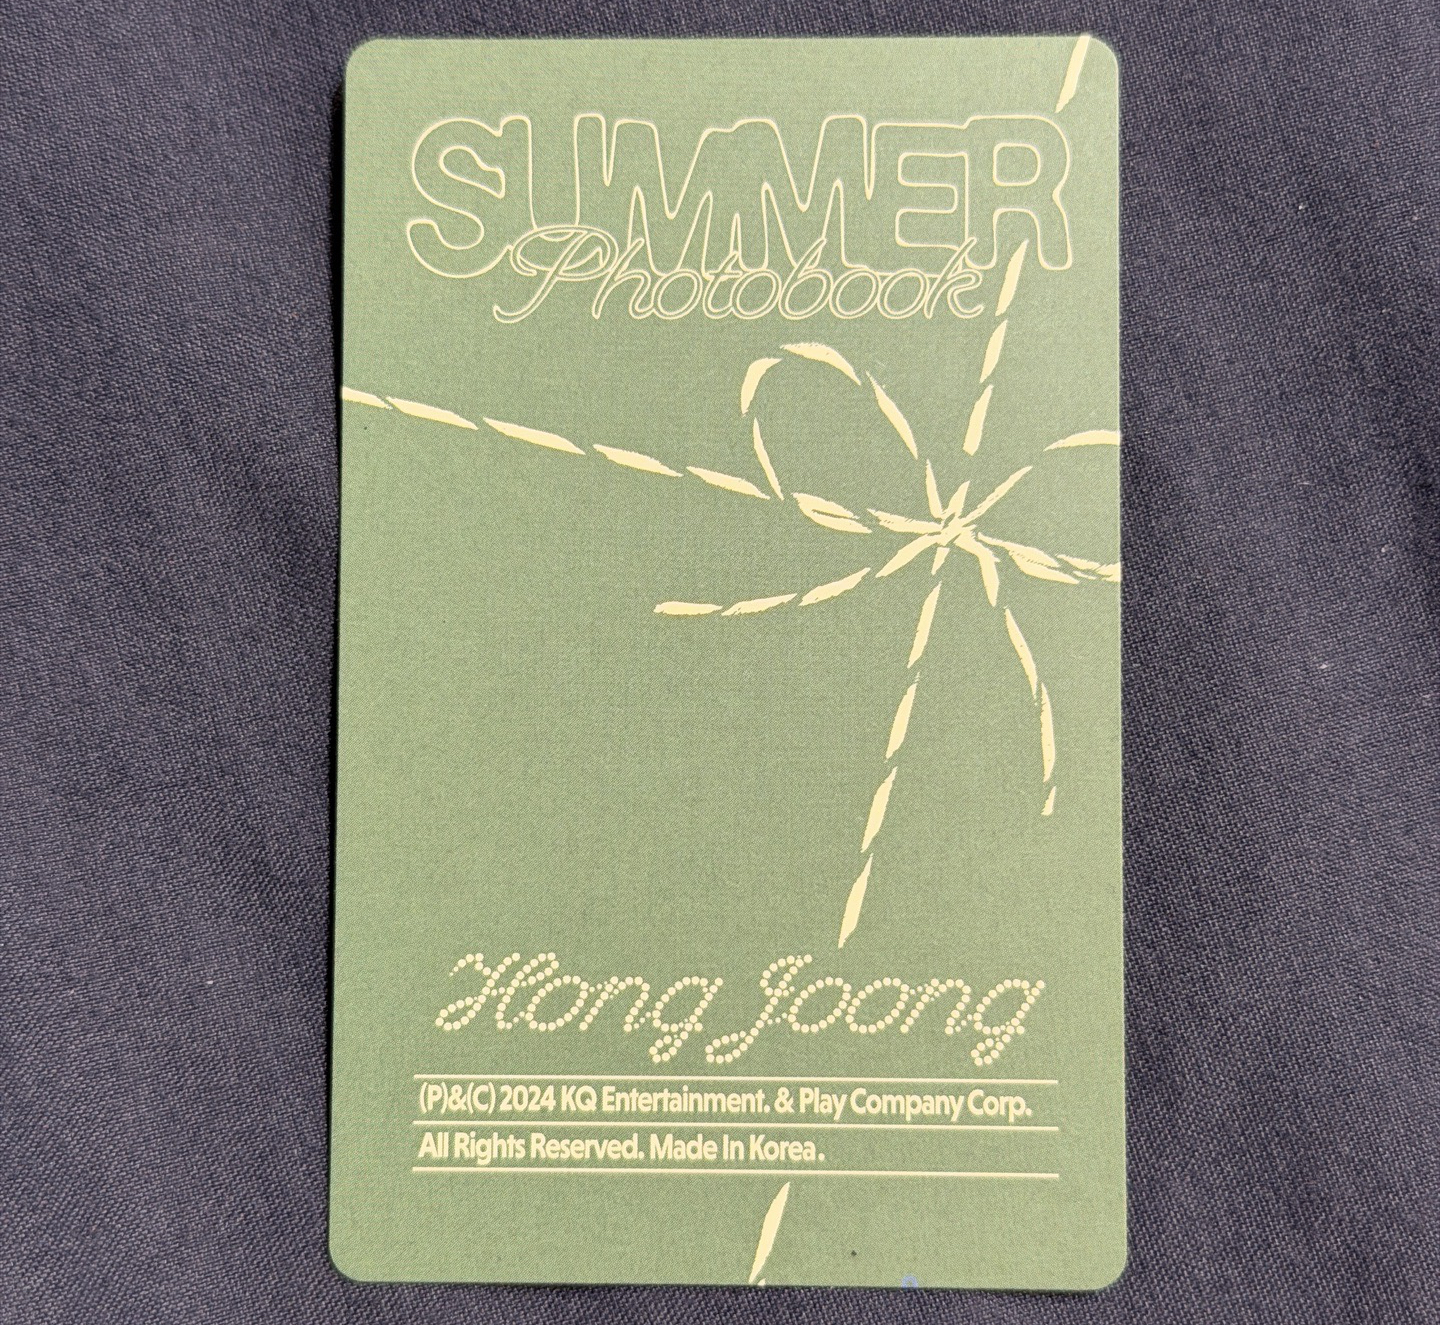 SUMMER
Photobook
Hong Joong
(P)&(C) 2024 KQ Entertainment. & Play Company Corp.
All Rights Reserved. Made In Korea.